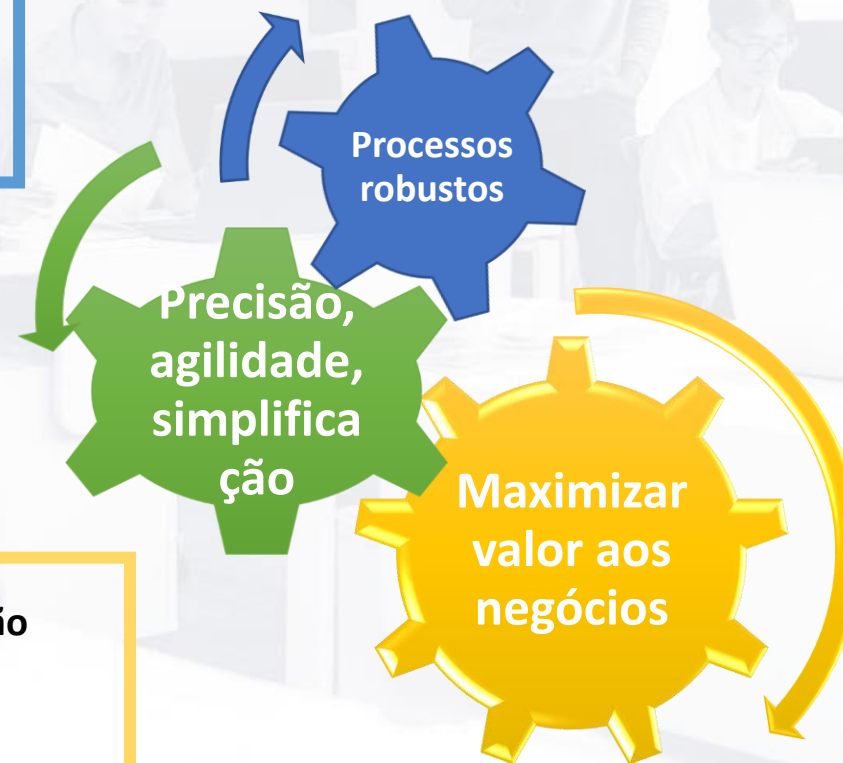 Processos
robustos
Precisão,
agilidade,
simplifica
ção
Maximizar
valor aos
negócios